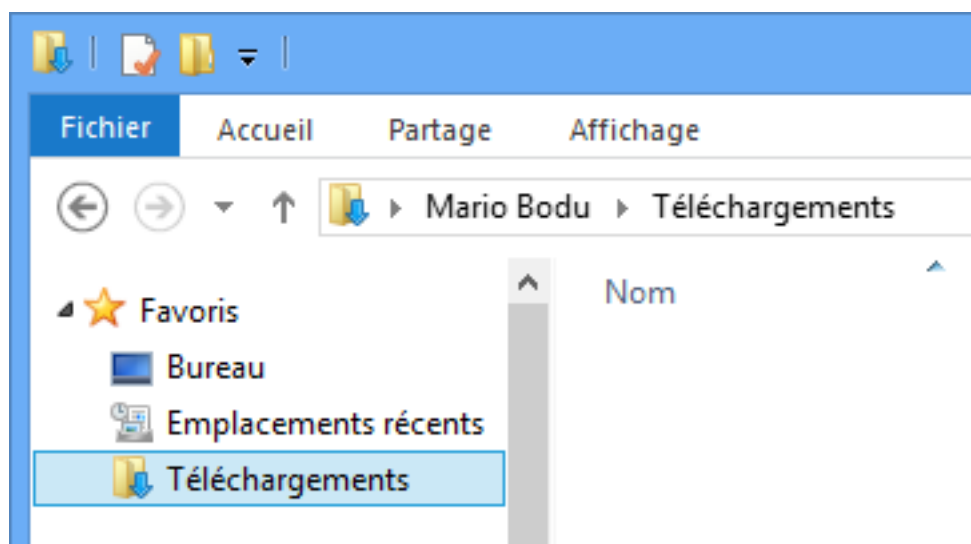 Fichier Accueil Partage Affichage
Mario Bodu Téléchargements
Nom
Favoris
Bureau
Emplacements récents
Téléchargements